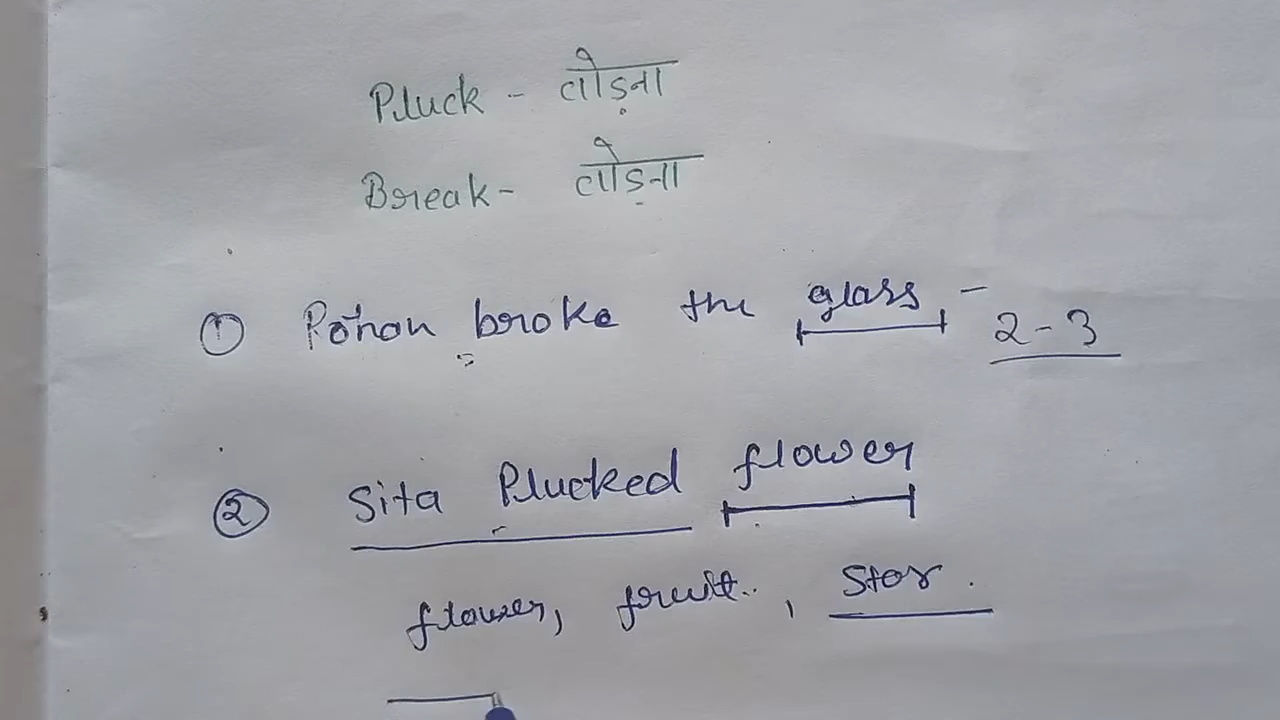 Pluck - तोड़ना
Break- तोड़ना
① Rohan broke the glass - 2-3
② Sita Plucked flower
flower, fruit.. , Star.